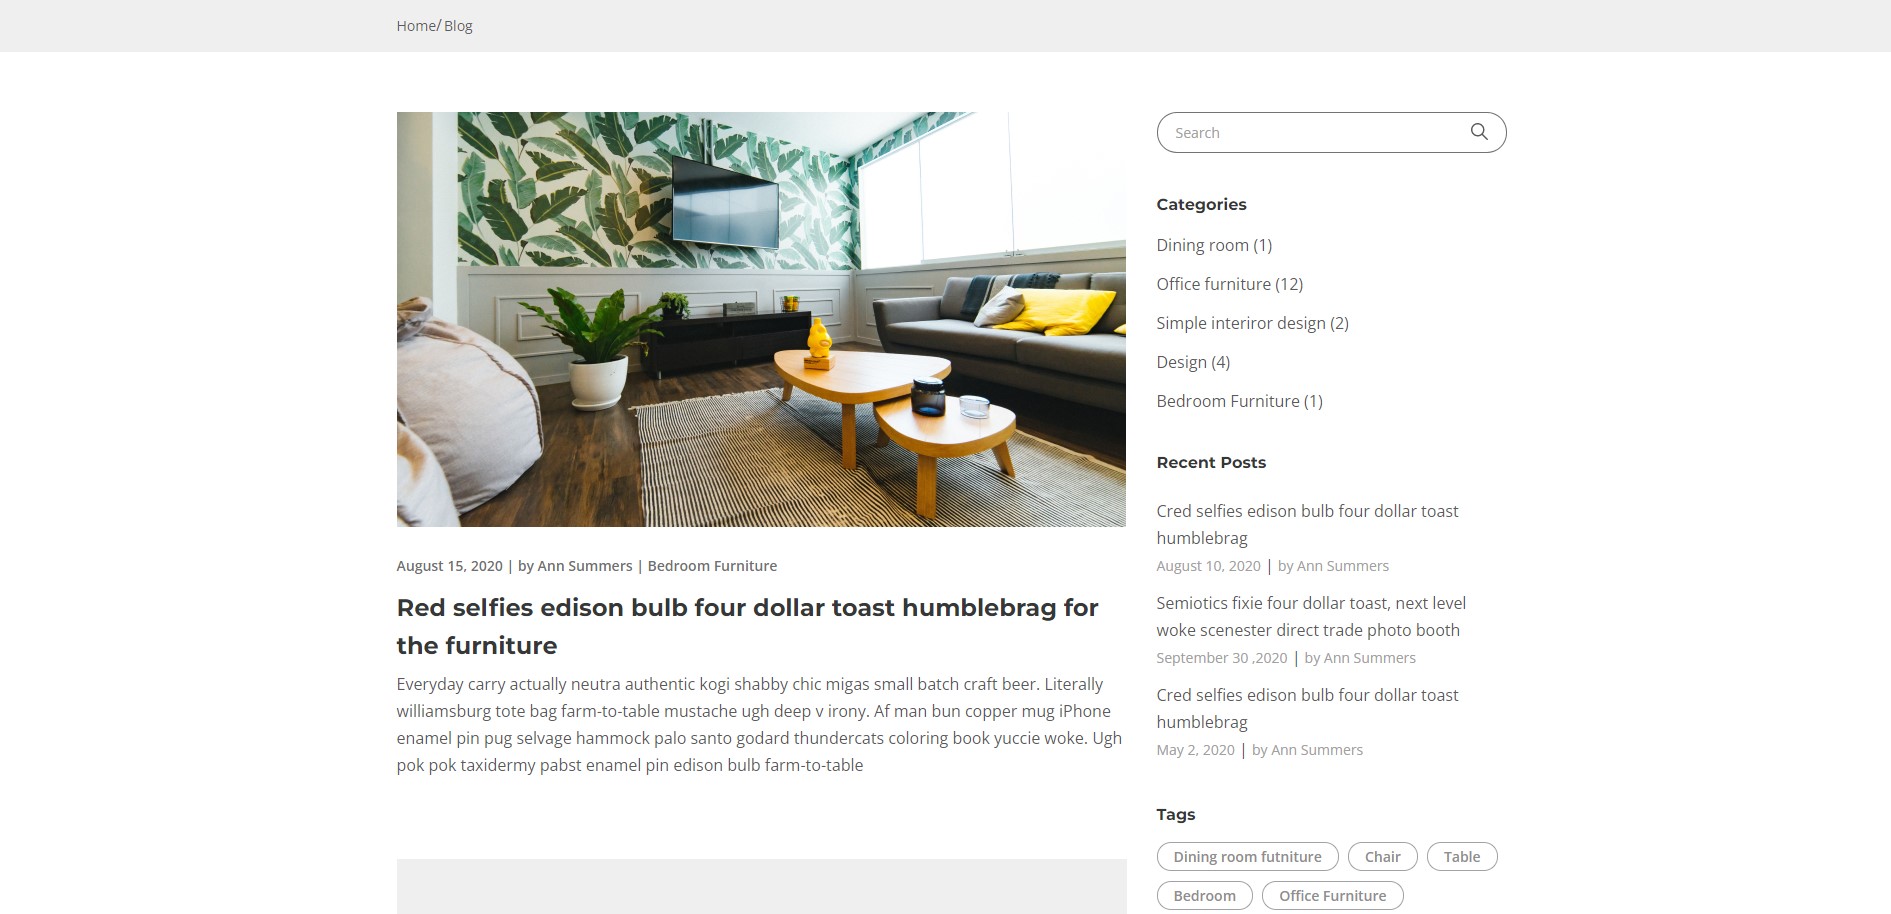 Home/ Blog
August 15, 2020 | by Ann Summers | Bedroom Furniture
Red selfies edison bulb four dollar toast humblebrag for
the furniture
Everyday carry actually neutra authentic kogi shabby chic migas small batch craft beer. Literally
williamsburg tote bag farm-to-table mustache ugh deep v irony. Af man bun copper mug iPhone
enamel pin pug selvage hammock palo santo godard thundercats coloring book yuccie woke. Ugh
pok pok taxidermy pabst enamel pin edison bulb farm-to-table
Search
Categories
Dining room (1)
Office furniture (12)
Simple interiror design (2)
Design (4)
Bedroom Furniture (1)
Recent Posts
Cred selfies edison bulb four dollar toast
humblebrag
August 10, 2020 | by Ann Summers
Semiotics fixie four dollar toast, next level
woke scenester direct trade photo booth
September 30 ,2020 | by Ann Summers
Cred selfies edison bulb four dollar toast
humblebrag
May 2, 2020 | by Ann Summers
Tags
Dining room futniture
Chair
Table
Bedroom
Office Furniture